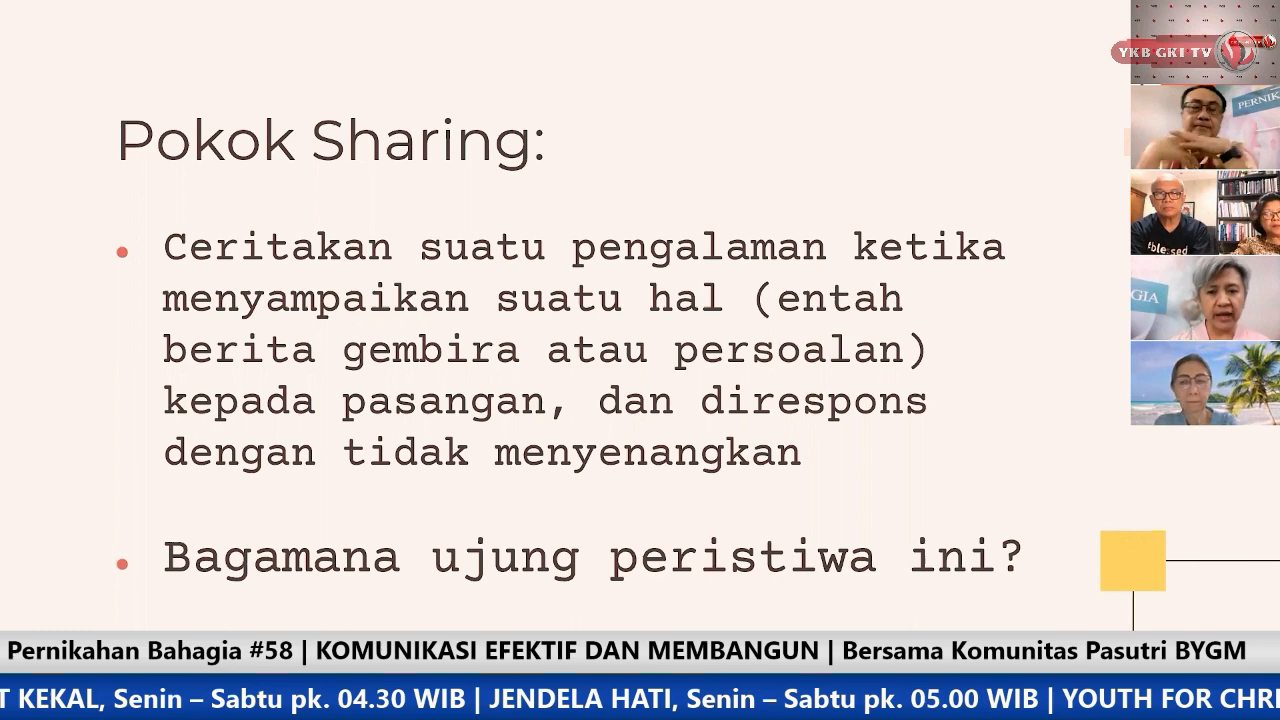 YKB GKI TV
PERNIK
Pokok Sharing:
Ceritakan suatu pengalaman ketika
menyampaikan suatu hal (entah
berita gembira atau persoalan)
kepada pasangan, dan direspons
dengan tidak menyenangkan
#blessed
GIA
Bagamana ujung peristiwa ini?
Pernikahan Bahagia #58 | KOMUNIKASI EFEKTIF DAN MEMBANGUN | Bersama Komunitas Pasutri BYGM
T KEKAL, Senin – Sabtu pk. 04.30 WIB | JENDELA HATI, Senin – Sabtu pk. 05.00 WIB | YOUTH FOR CHRI